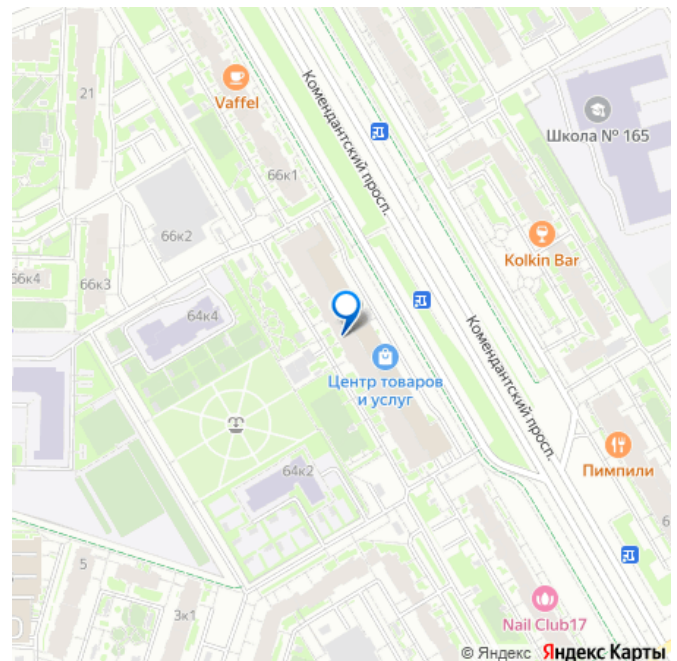 21
Vaffel
Комендантский просп.
Школа № 165
66к1
66к2
Kolkin Bar
66к4
66к3
64к4
Комендантский просп.
Центр товаров
и услуг
Пимпили
64к2
5
3к1
Nail Club17
© Яндекс Яндекс Карты